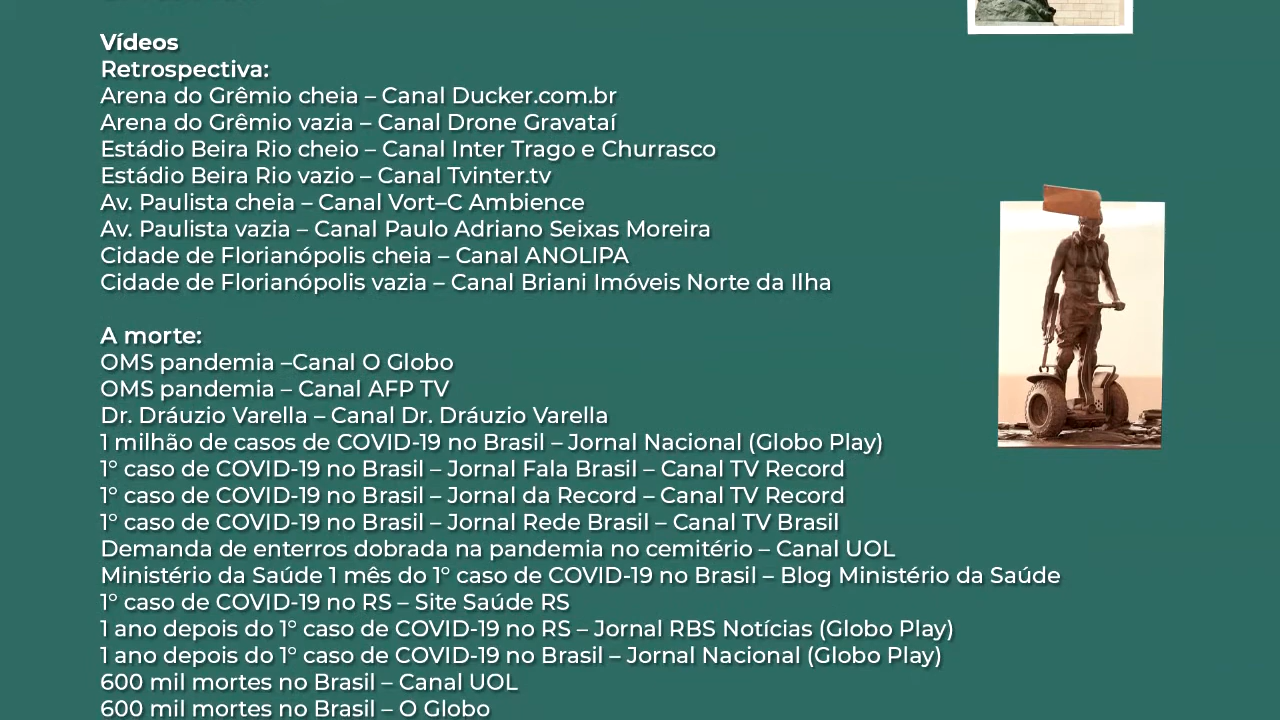 Vídeos
Retrospectiva:
Arena do Grêmio cheia – Canal Ducker.com.br
Arena do Grêmio vazia – Canal Drone Gravataí
Estádio Beira Rio cheio – Canal Inter Trago e Churrasco
Estádio Beira Rio vazio – Canal Tvinter.tv
Av. Paulista cheia – Canal Vort–C Ambience
Av. Paulista vazia – Canal Paulo Adriano Seixas Moreira
Cidade de Florianópolis cheia – Canal ANOLIPA
Cidade de Florianópolis vazia – Canal Briani Imóveis Norte da Ilha
A morte:
OMS pandemia –Canal O Globo
OMS pandemia – Canal AFP TV
Dr. Dráuzio Varella – Canal Dr. Dráuzio Varella
1 milhão de casos de COVID-19 no Brasil – Jornal Nacional (Globo Play)
1° caso de COVID-19 no Brasil – Jornal Fala Brasil – Canal TV Record
1° caso de COVID-19 no Brasil – Jornal da Record – Canal TV Record
1° caso de COVID-19 no Brasil – Jornal Rede Brasil – Canal TV Brasil
Demanda de enterros dobrada na pandemia no cemitério – Canal UOL
Ministério da Saúde 1 mês do 1° caso de COVID-19 no Brasil – Blog Ministério da Saúde
1° caso de COVID-19 no RS – Site Saúde RS
1 ano depois do 1° caso de COVID-19 no RS – Jornal RBS Notícias (Globo Play)
1 ano depois do 1° caso de COVID-19 no Brasil – Jornal Nacional (Globo Play)
600 mil mortes no Brasil – Canal UOL
600 mil mortes no Brasil – O Globo